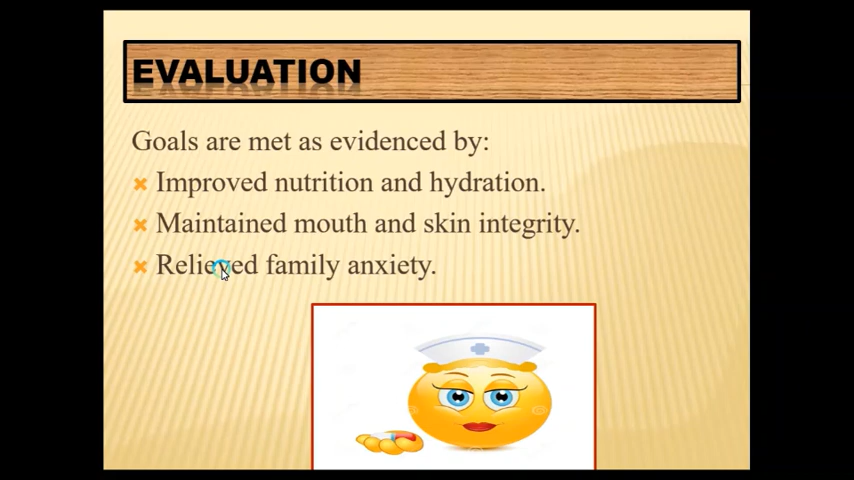 EVALUATION
Goals are met as evidenced by:
Improved nutrition and hydration.
Maintained mouth and skin integrity.
Relieved family anxiety.